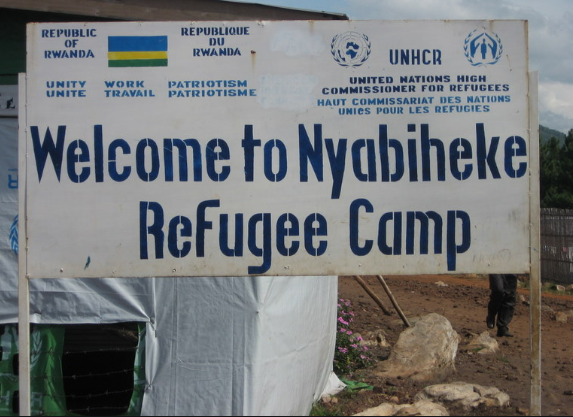 REPUBLIC
OF
RWANDA
REPUBLIQUE
DU
RWANDA
UNITY WORK PATRIOTISM
UNITE TRAVAIL PATRIOTISME
UNHCR
UNITED NATIONS HIGH
COMMISSIONER FOR REFUGEES
HAUT COMMISSARIAT DES NATIONS
UNIES POUR LES REFUGIES
Welcome to Nyabiheke
Refugee Camp